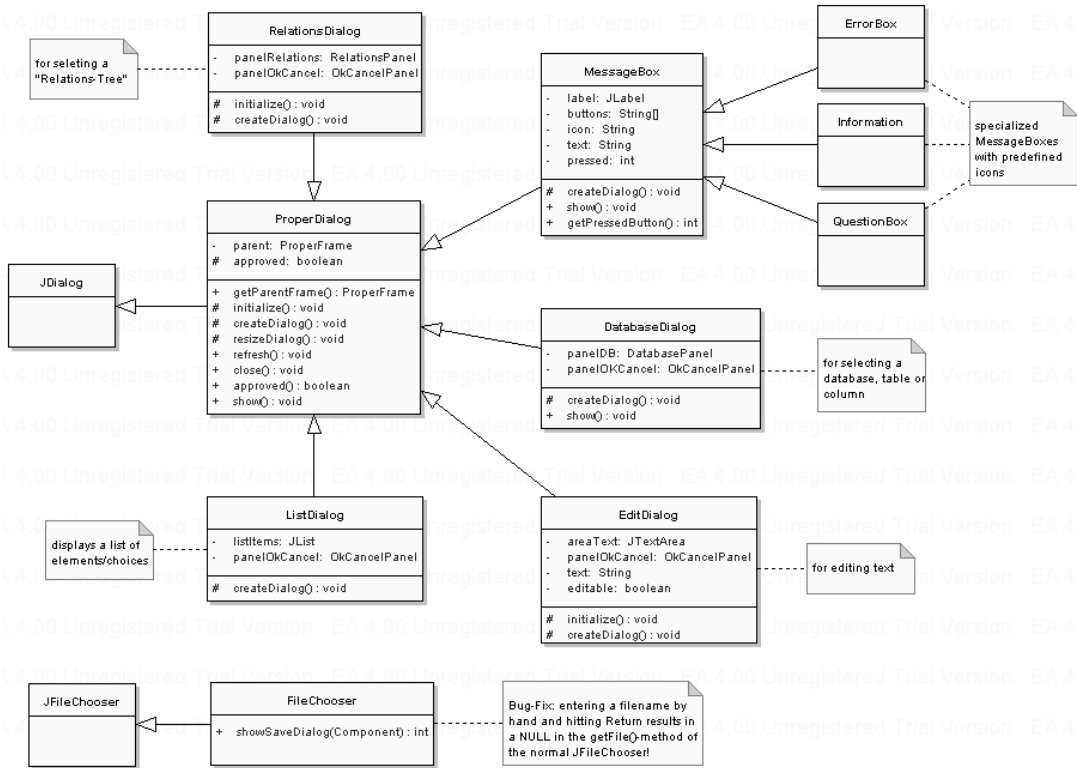 RelationsDialog
- panelRelations: RelationsPanel
- panelOkCancel: OkCancelPanel
# initialize() : void
# createDialog() : void
for seleting a
"Relations-Tree"
MessageBox
- label: JLabel
- buttons: String[]
- icon: String
- text: String
- pressed: int
# createDialog() : void
+ show() : void
+ getPressedButton() : int
ErrorBox
Information
QuestionBox
specialized
MessageBoxes
with predefined
icons
ProperDialog
- parent: ProperFrame
# approved: boolean
+ getParentFrame() : ProperFrame
# initialize() : void
# createDialog() : void
# resizeDialog() : void
+ refresh() : void
+ close() : void
+ approved() : boolean
+ show() : void
JDialog
DatabaseDialog
- panelDB: DatabasePanel
- panelOKCancel: OkCancelPanel
# createDialog() : void
+ show() : void
for selecting a
database, table or
column
ListDialog
- listItems: JList
- panelOkCancel: OkCancelPanel
# createDialog() : void
displays a list of
elements/choices
EditDialog
- areaText: JTextArea
- panelOkCancel: OkCancelPanel
- text: String
- editable: boolean
# initialize() : void
# createDialog() : void
for editing text
JFileChooser
FileChooser
+ showSaveDialog(Component) : int
Bug-Fix: entering a filename by
hand and hitting Return results in
a NULL in the getFile()-method of
the normal JFileChooser!
EA 4.00 Unregistered Trial Version